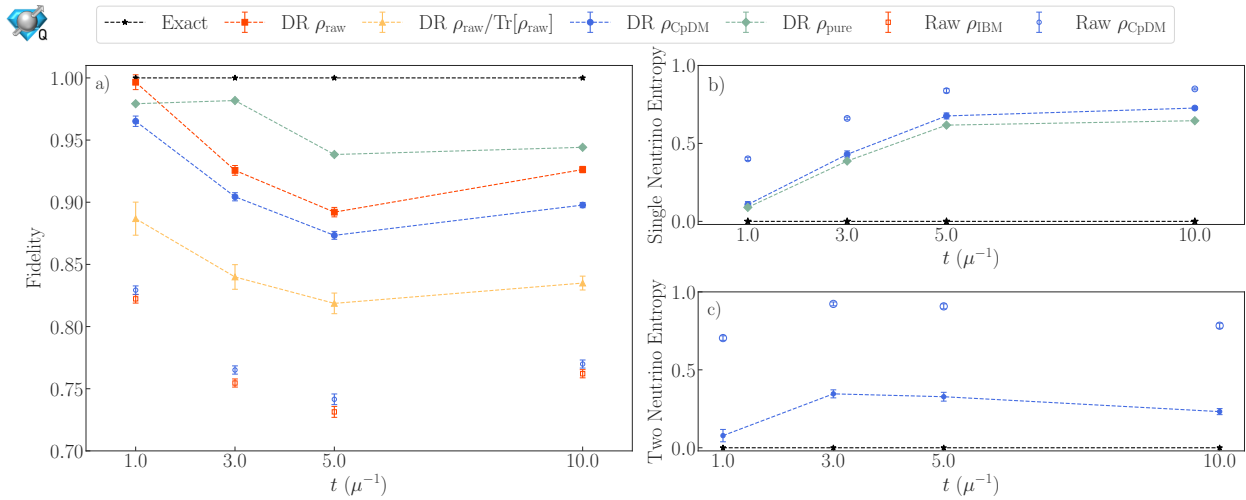 Q
Exact DR ρraw DR ρraw/Tr[ρraw] DR ρCpDM DR ρpure Raw ρIBM Raw ρCpDM
a)
Fidelity
1.00
0.95
0.90
0.85
0.80
0.75
0.70
1.0 3.0 5.0 10.0
t (μ⁻¹)
b)
Single Neutrino Entropy
1.0
0.5
0.0
1.0 3.0 5.0 10.0
t (μ⁻¹)
c)
Two Neutrino Entropy
1.0
0.5
0.0
1.0 3.0 5.0 10.0
t (μ⁻¹)